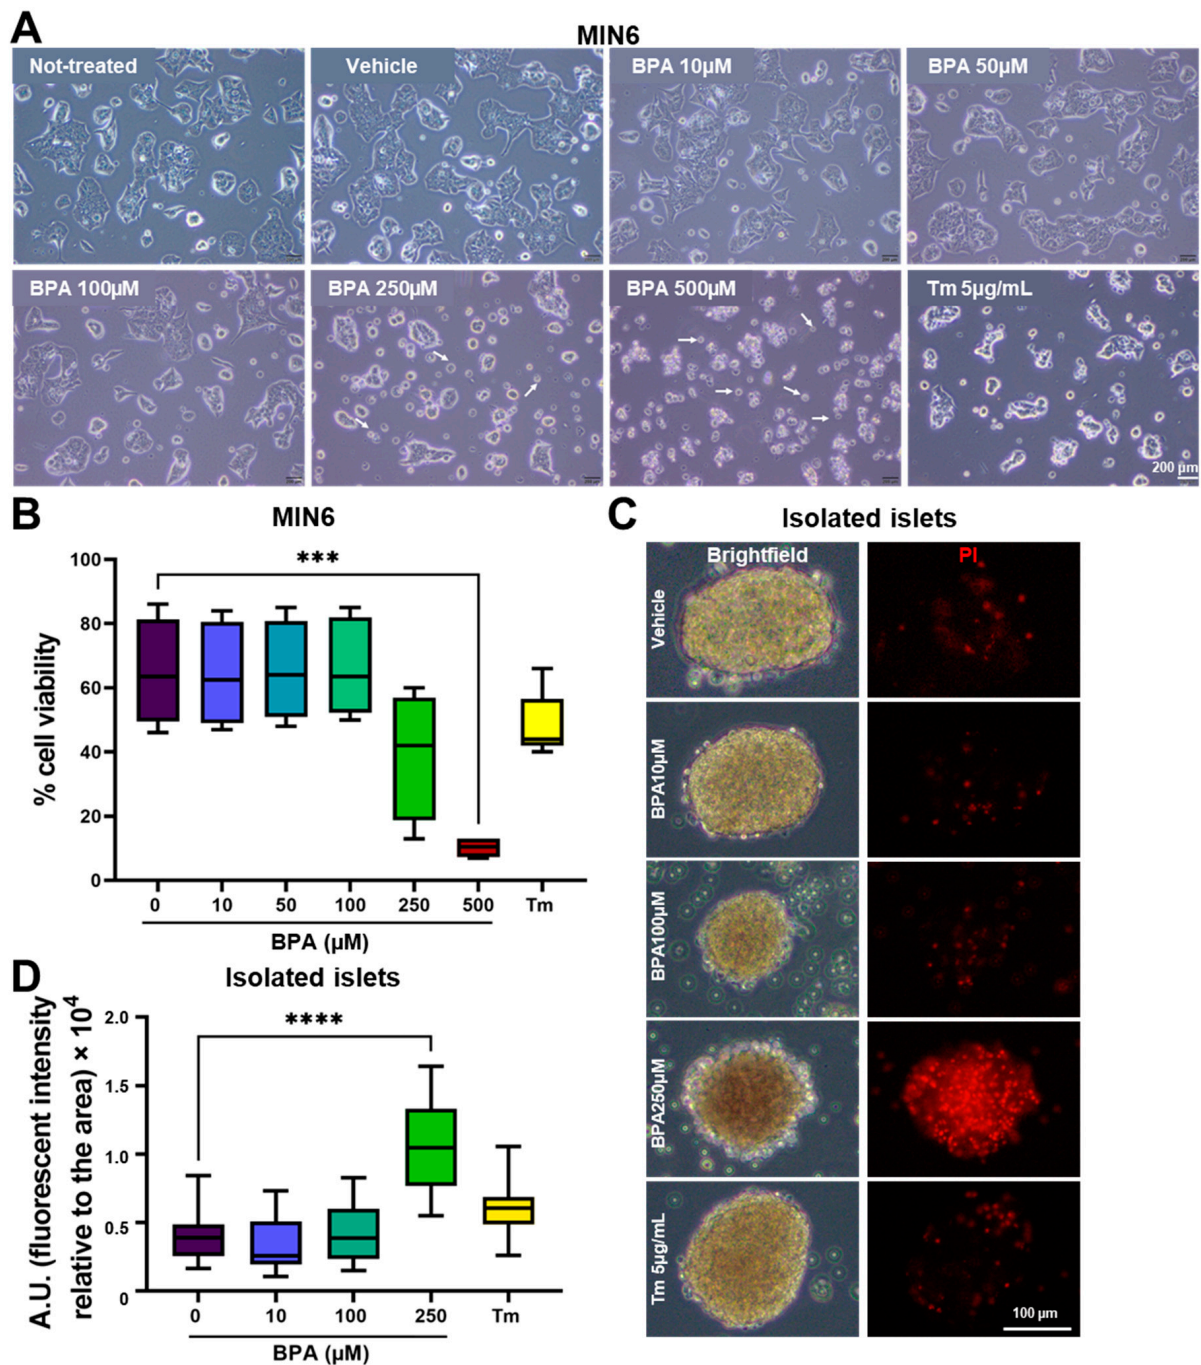 A
MIN6
Not-treated
Vehicle
BPA 10µM
BPA 50µM
BPA 100µM
BPA 250µM
BPA 500µM
Tm 5µg/mL
200 µm
B
MIN6
% cell viability
100
80
60
40
20
0
***
0 10 50 100 250 500 Tm
BPA (µM)
C
Isolated islets
Brightfield
PI
Vehicle
BPA10µM
BPA100µM
BPA250µM
Tm 5µg/mL
100 µm
D
Isolated islets
A.U. (fluorescent intensity
relative to the area) × 10⁴
2.0
1.5
1.0
0.5
0
****
0 10 100 250 Tm
BPA (µM)